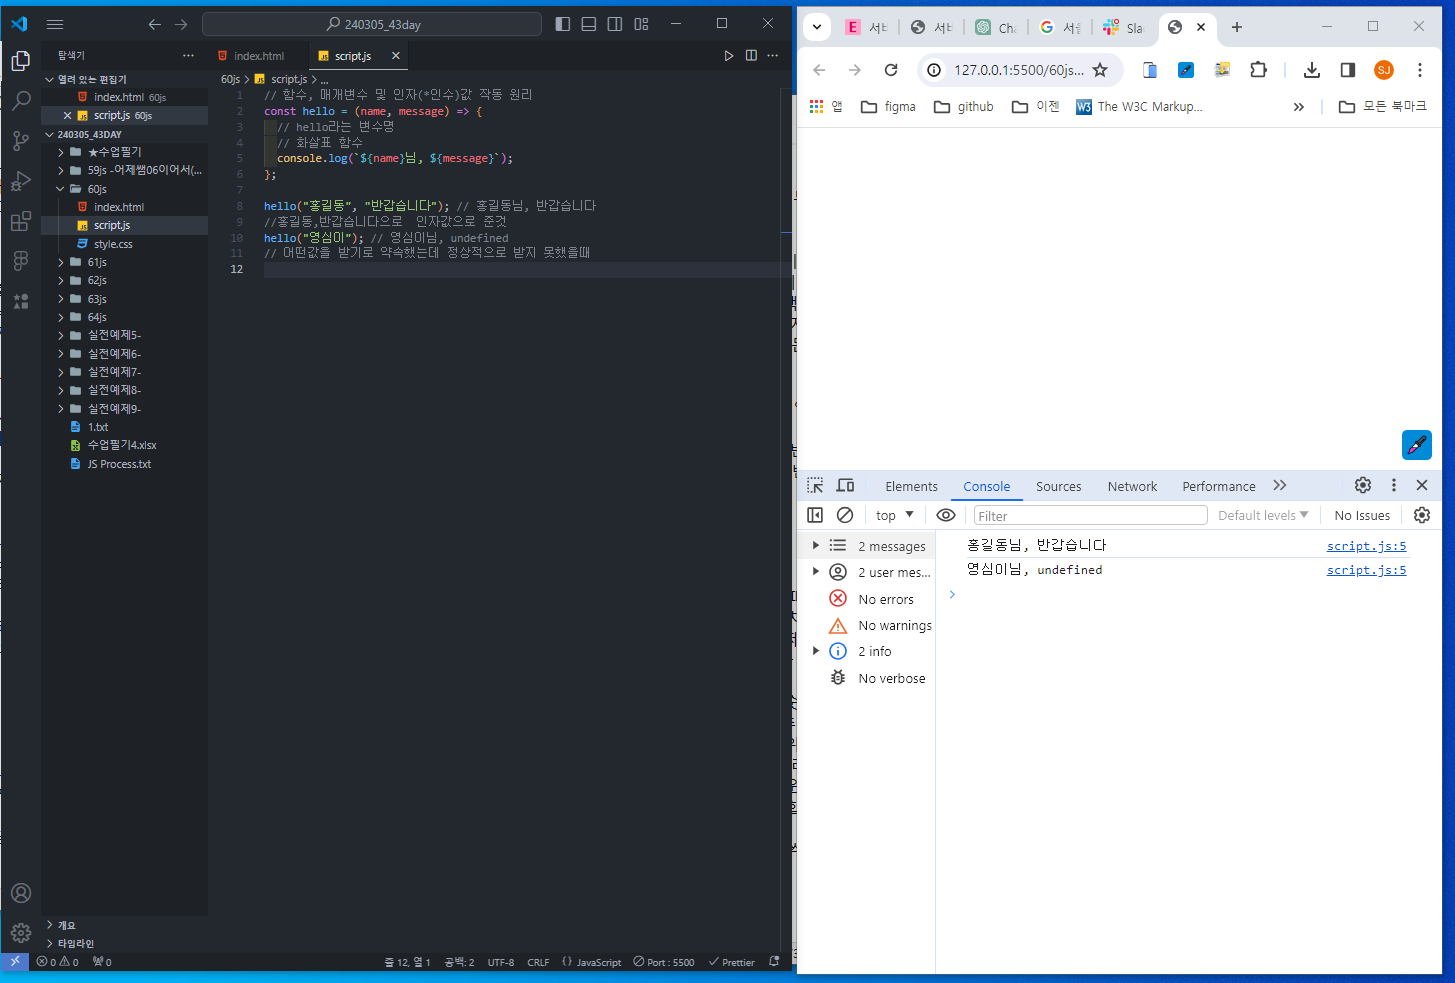 240305_43day
탐색기
열려 있는 편집기
index.html 60js
script.js 60js
240305_43DAY
★수업필기
59js -어제쌤06이어서(...
60js
index.html
script.js
style.css
61js
62js
63js
64js
실전예제5-
실전예제6-
실전예제7-
실전예제8-
실전예제9-
1.txt
수업필기4.xlsx
JS Process.txt
개요
타임라인
index.html
script.js
60js > script.js > ...
1 // 함수, 매개변수 및 인자(*인수)값 작동 원리
2 const hello = (name, message) => {
3 // hello라는 변수명
4 // 화살표 함수
5 console.log(`${name}님, ${message}`);
6 };
7
8 hello("홍길동", "반갑습니다"); // 홍길동님, 반갑습니다
9 //홍길동,반갑습니다으로 인자값으로 준것
10 hello("영심이"); // 영심이님, undefined
11 // 어떤값을 받기로 약속했는데 정상적으로 받지 못했을때
12
0 0 0
줄 12, 열 1 공백: 2 UTF-8 CRLF {} JavaScript Port : 5500 Prettier
E 서비 서비 Cha 서울 Sla
127.0.0.1:5500/60js...
SJ
앱 figma github 이젠 W3 The W3C Markup... » 모든 북마크
Elements Console Sources Network Performance
top Filter Default levels No Issues
2 messages
2 user mes...
No errors
No warnings
2 info
No verbose
홍길동님, 반갑습니다 script.js:5
영심이님, undefined script.js:5